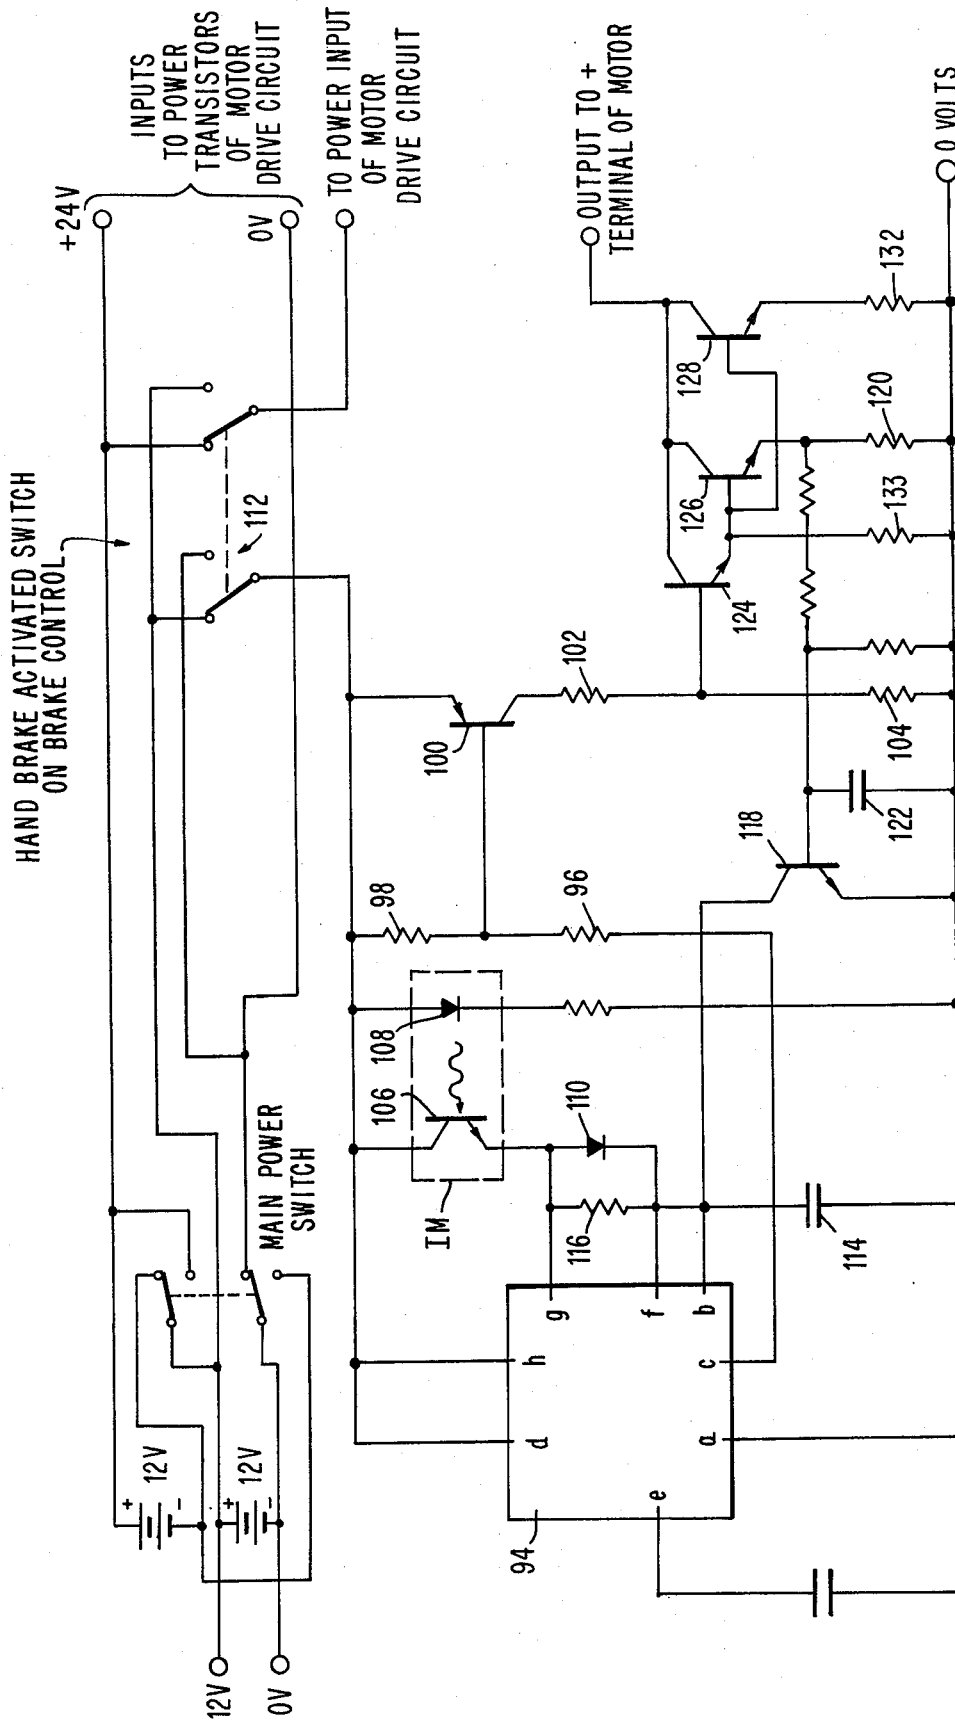 HAND BRAKE ACTIVATED SWITCH
ON BRAKE CONTROL
+24V
INPUTS
TO POWER
TRANSISTORS
OF MOTOR
DRIVE CIRCUIT
0V
TO POWER INPUT
OF MOTOR
DRIVE CIRCUIT
112
+
12V
-
+
12V
-
12V
0V
MAIN POWER
SWITCH
OUTPUT TO +
TERMINAL OF MOTOR
106
108
IM
98
96
100
102
110
116
94
d
h
g
f
b
c
a
e
114
118
122
104
124
126
128
133
120
132
0 VOLTS